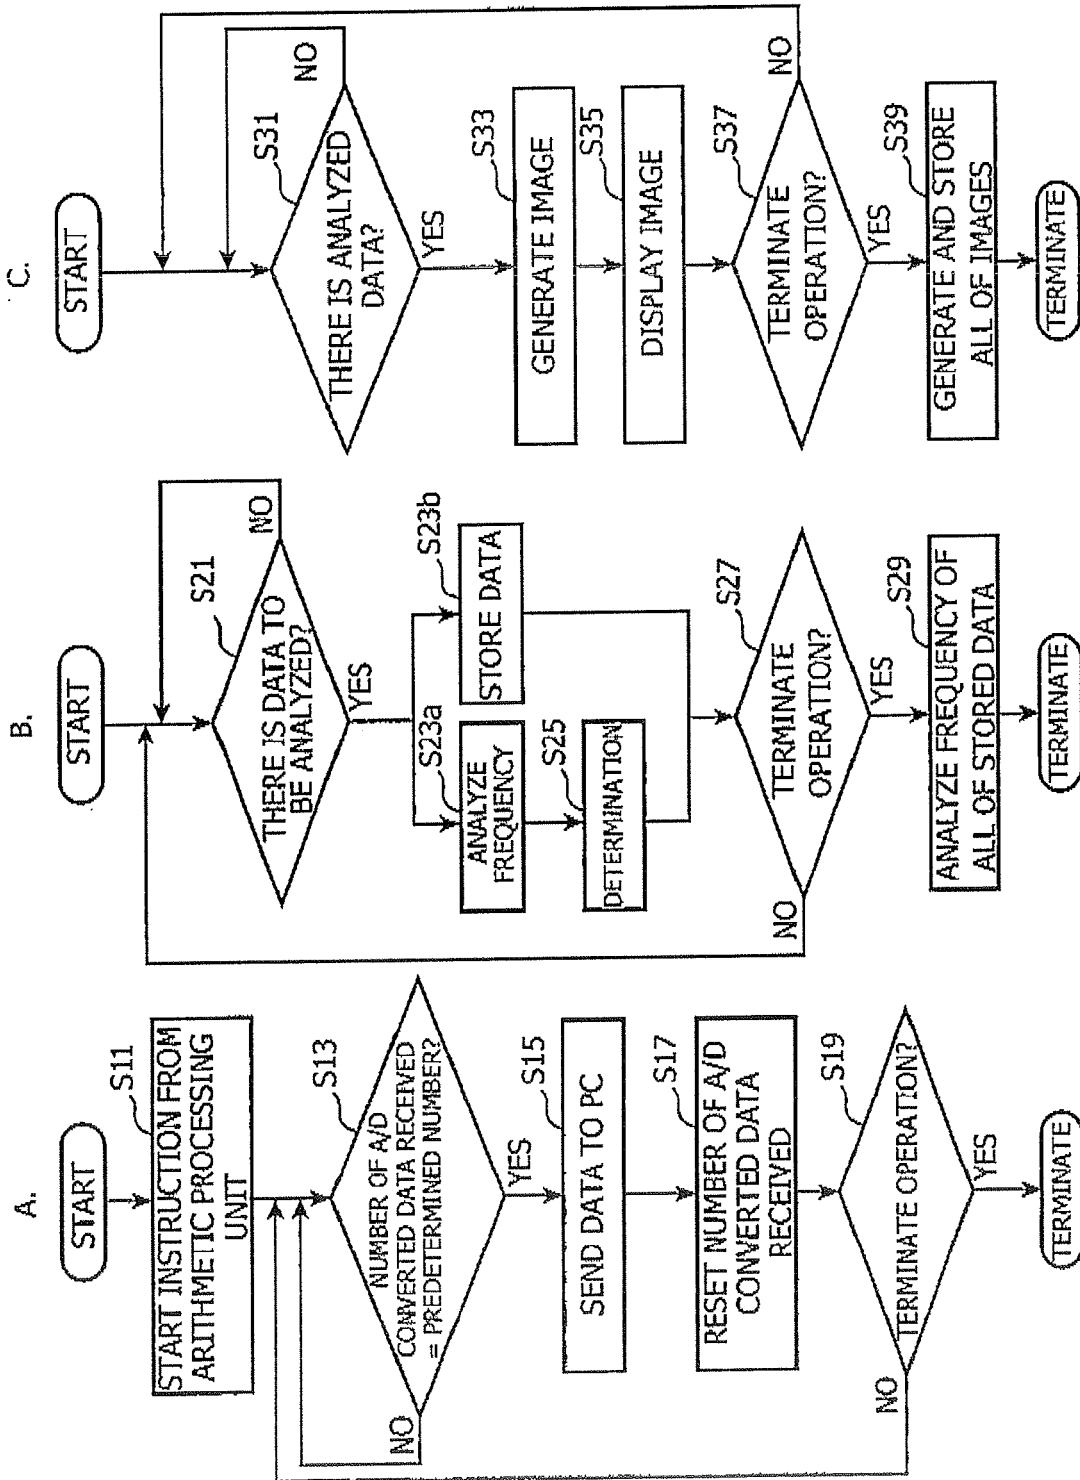 A.
START
S11
START INSTRUCTION FROM
ARITHMETIC PROCESSING
UNIT
S13
NUMBER OF A/D
CONVERTED DATA RECEIVED
= PREDETERMINED NUMBER?
NO
YES
S15
SEND DATA TO PC
S17
RESET NUMBER OF A/D
CONVERTED DATA
RECEIVED
S19
TERMINATE OPERATION?
NO
YES
TERMINATE
B.
START
S21
THERE IS DATA TO
BE ANALYZED?
NO
YES
S23a
ANALYZE
FREQUENCY
S23b
STORE DATA
S25
DETERMINATION
S27
TERMINATE
OPERATION?
NO
YES
S29
ANALYZE FREQUENCY OF
ALL OF STORED DATA
TERMINATE
C.
START
S31
THERE IS ANALYZED
DATA?
NO
YES
S33
GENERATE IMAGE
S35
DISPLAY IMAGE
S37
TERMINATE
OPERATION?
NO
YES
S39
GENERATE AND STORE
ALL OF IMAGES
TERMINATE